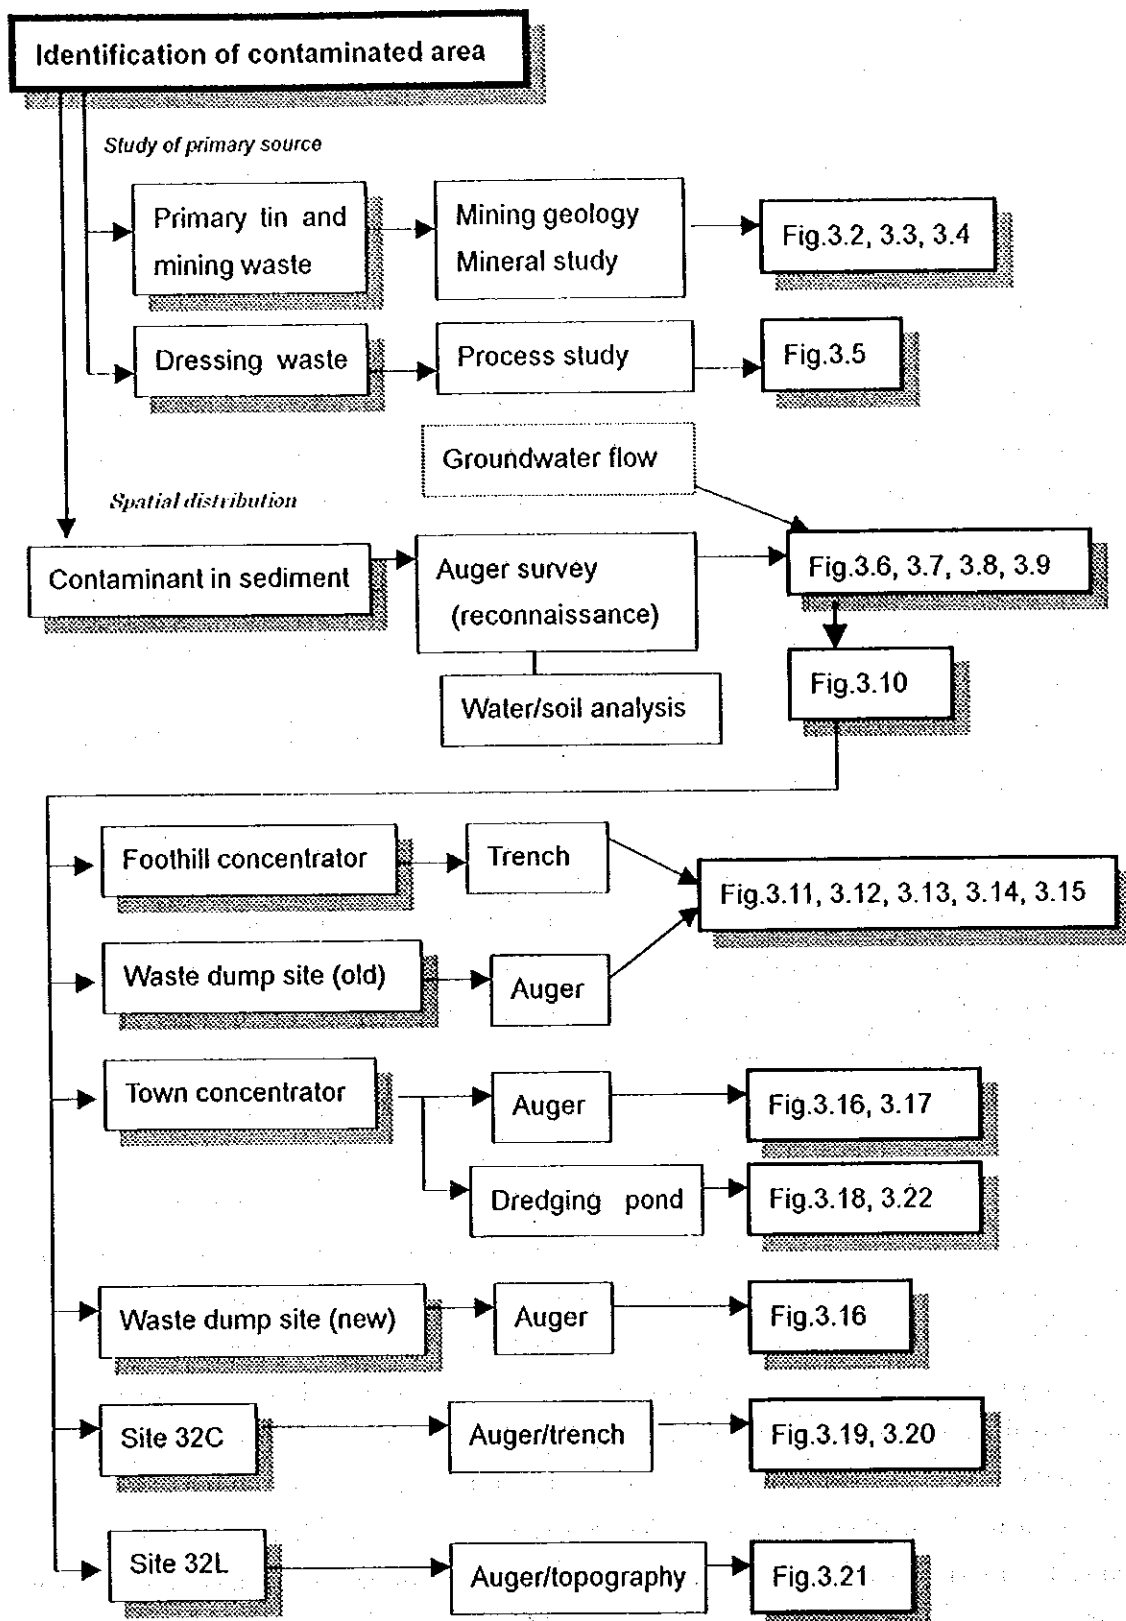 Identification of contaminated area
Study of primary source
Primary tin and
mining waste
Mining geology
Mineral study
Fig.3.2, 3.3, 3.4
Dressing waste
Process study
Fig.3.5
Groundwater flow
Spatial distribution
Contaminant in sediment
Auger survey
(reconnaissance)
Fig.3.6, 3.7, 3.8, 3.9
Water/soil analysis
Fig.3.10
Foothill concentrator
Trench
Fig.3.11, 3.12, 3.13, 3.14, 3.15
Waste dump site (old)
Auger
Town concentrator
Auger
Fig.3.16, 3.17
Dredging pond
Fig.3.18, 3.22
Waste dump site (new)
Auger
Fig.3.16
Site 32C
Auger/trench
Fig.3.19, 3.20
Site 32L
Auger/topography
Fig.3.21